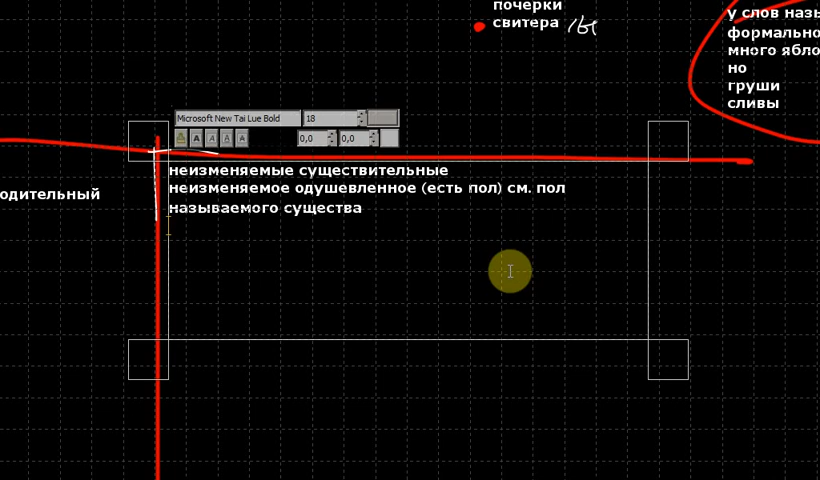 почерки
свитера /ы
у слов назы
формально
много ябло
но
груши
сливы
Microsoft New Tai Lue Bold 18
A A A A A 0,0 0,0
неизменяемые существительные
неизменяемое одушевленное (есть пол) см. пол
называемого существа
одительный